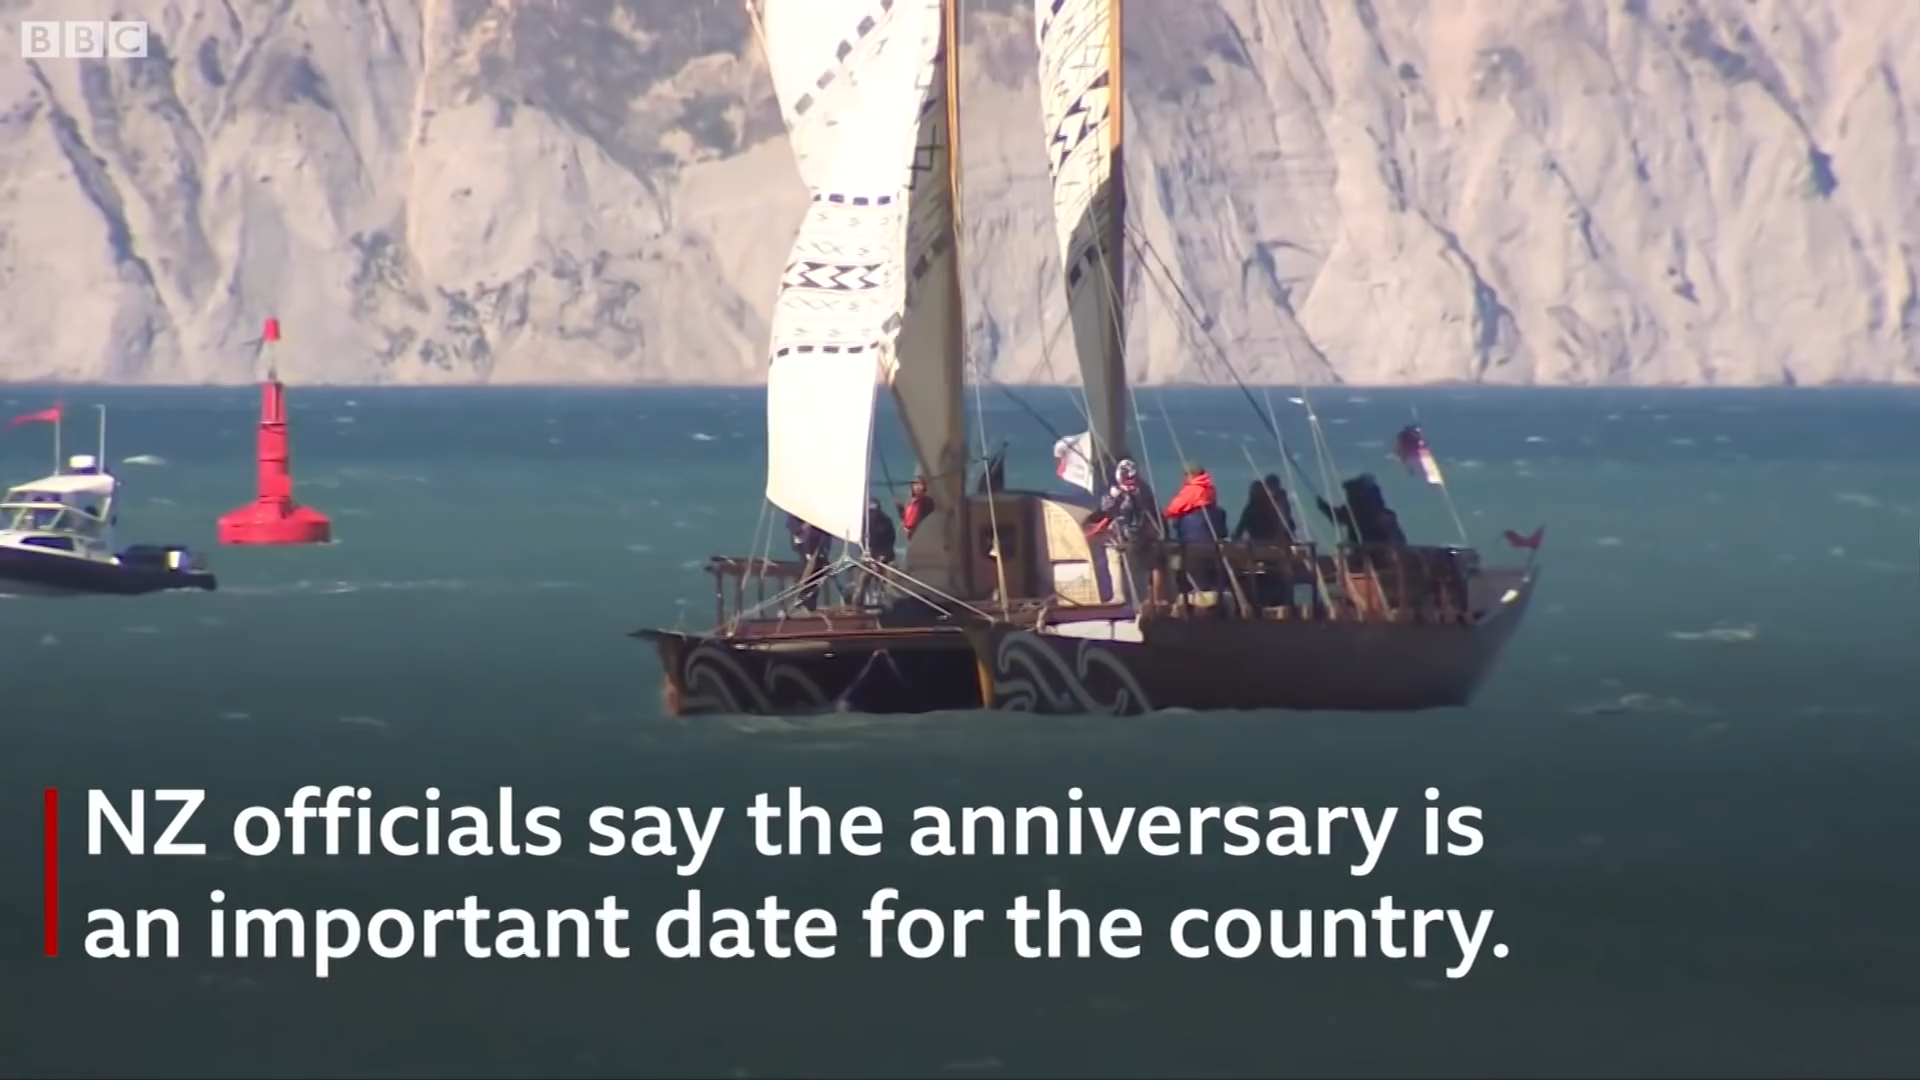 BBC
NZ officials say the anniversary is
an important date for the country.